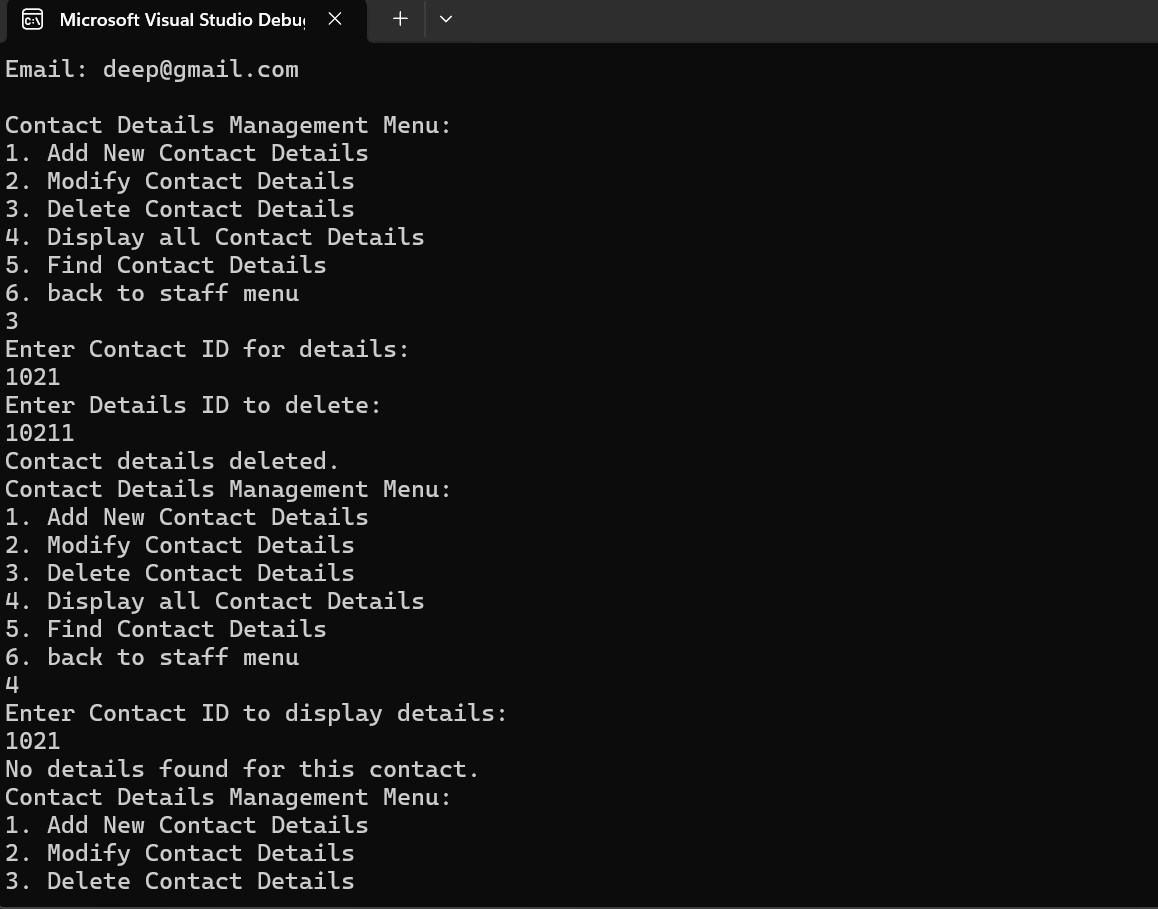 Microsoft Visual Studio Debu
Email: deep@gmail.com
Contact Details Management Menu:
1. Add New Contact Details
2. Modify Contact Details
3. Delete Contact Details
4. Display all Contact Details
5. Find Contact Details
6. back to staff menu
3
Enter Contact ID for details:
1021
Enter Details ID to delete:
10211
Contact details deleted.
Contact Details Management Menu:
1. Add New Contact Details
2. Modify Contact Details
3. Delete Contact Details
4. Display all Contact Details
5. Find Contact Details
6. back to staff menu
4
Enter Contact ID to display details:
1021
No details found for this contact.
Contact Details Management Menu:
1. Add New Contact Details
2. Modify Contact Details
3. Delete Contact Details